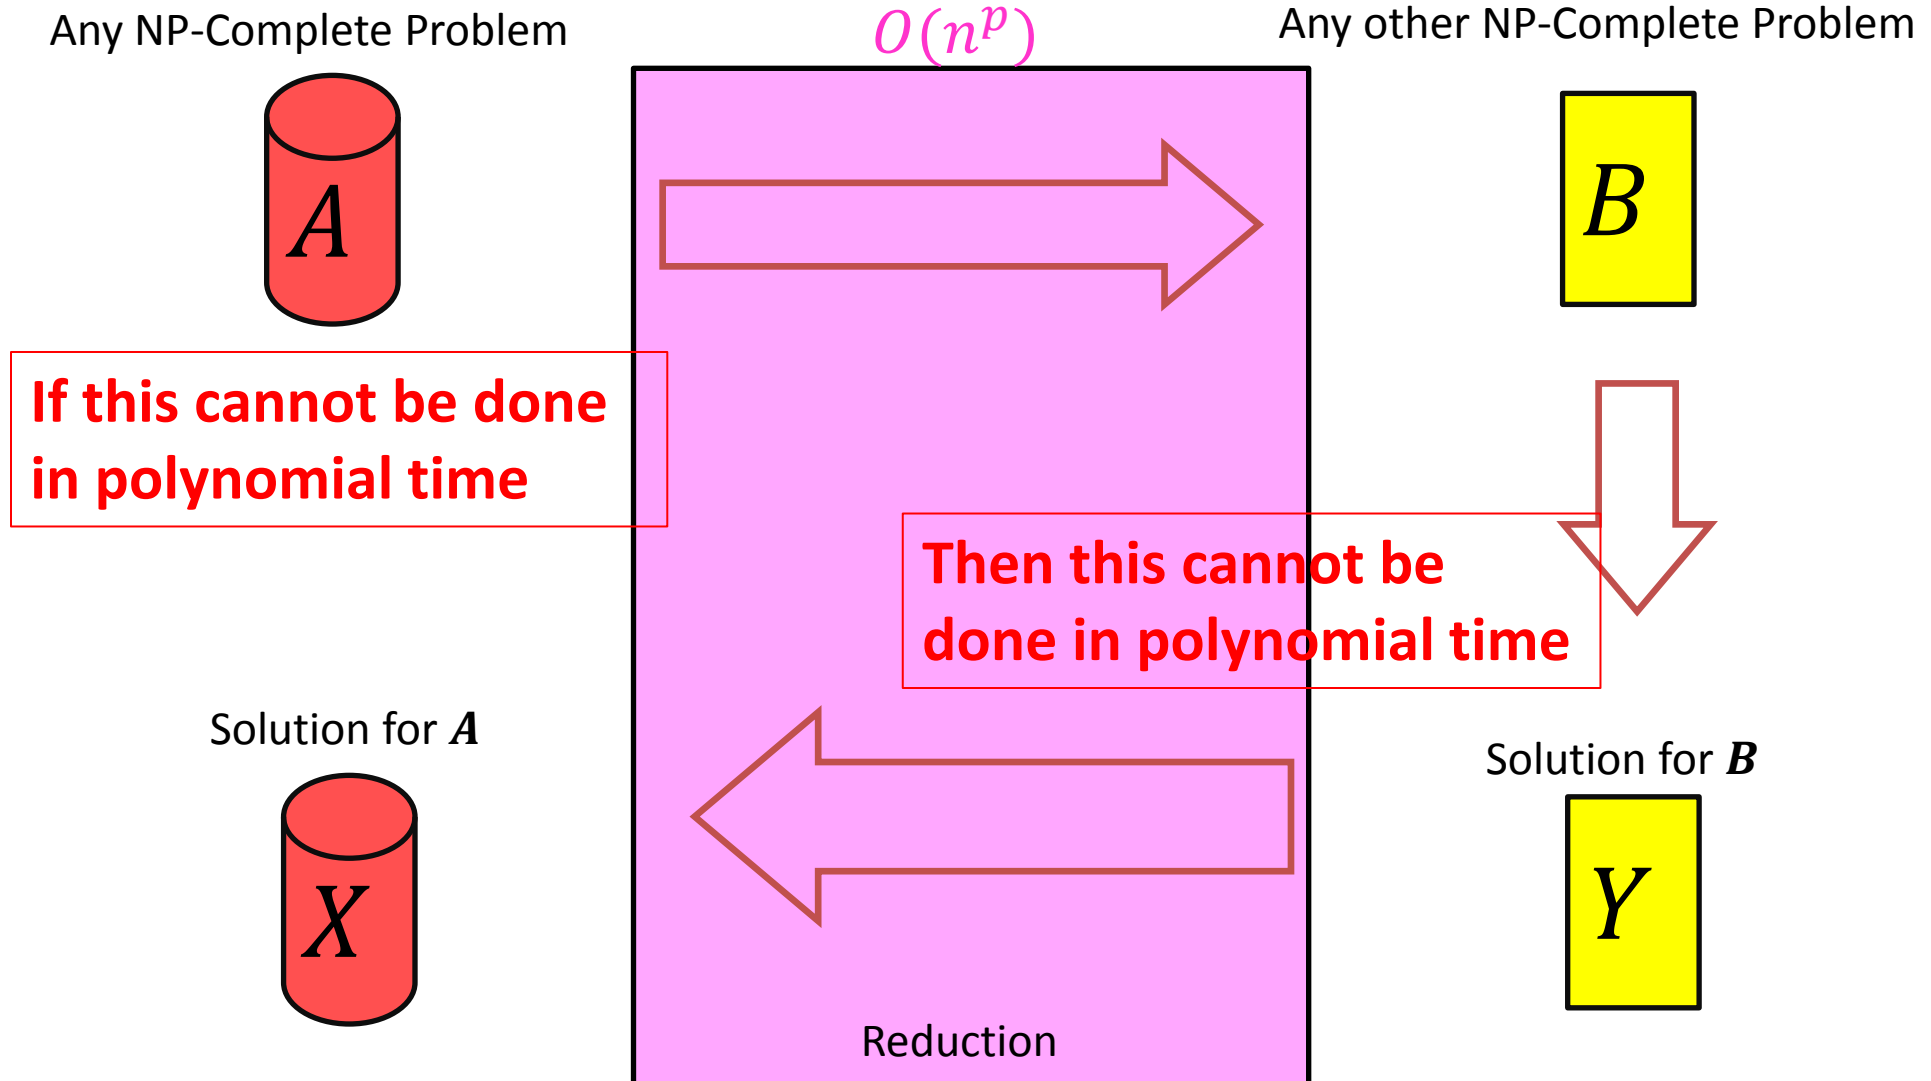 Any NP-Complete Problem
O(n^p)
Any other NP-Complete Problem
A
B
If this cannot be done
in polynomial time
Then this cannot be
done in polynomial time
Solution for A
Solution for B
X
Y
Reduction